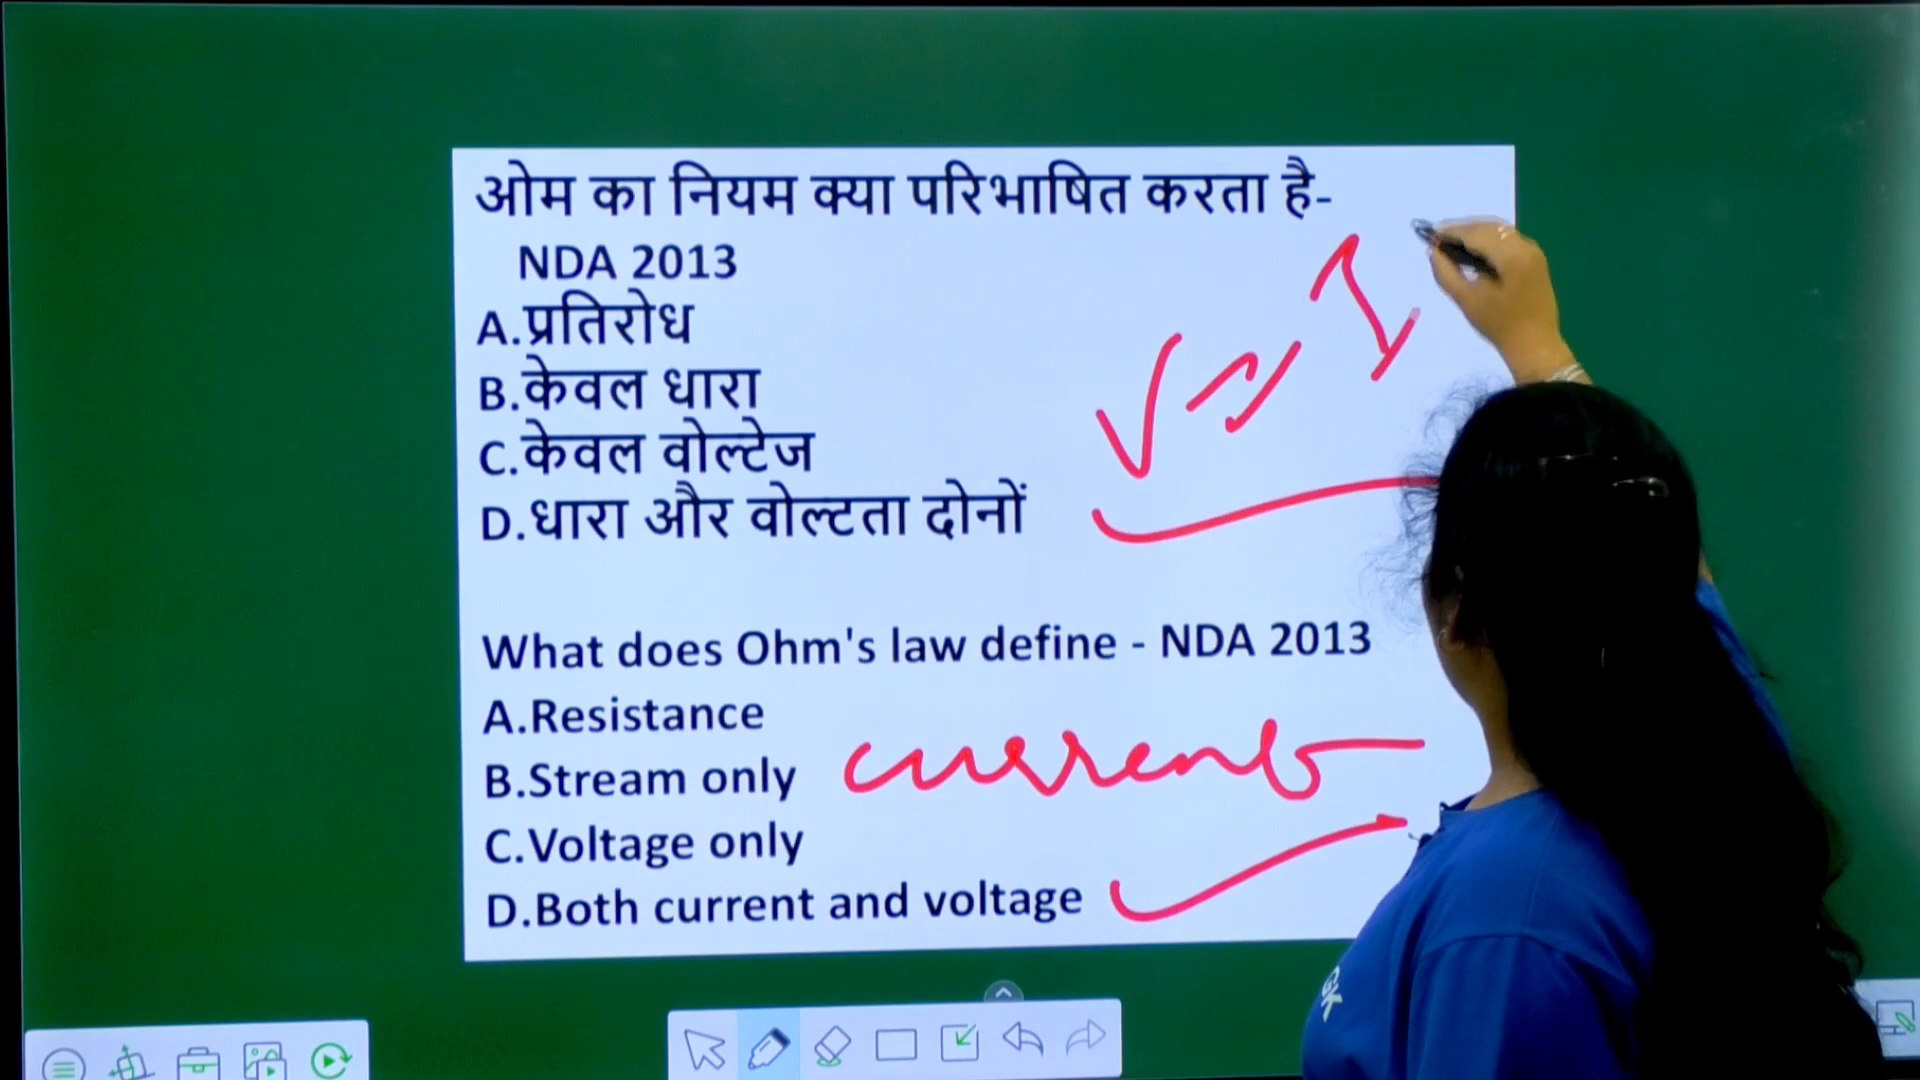 ओम का नियम क्या परिभाषित करता है-
NDA 2013
A.प्रतिरोध
B.केवल धारा
C.केवल वोल्टेज
D.धारा और वोल्टता दोनों
V = I
What does Ohm's law define - NDA 2013
A.Resistance
B.Stream only current
C.Voltage only
D.Both current and voltage
GK